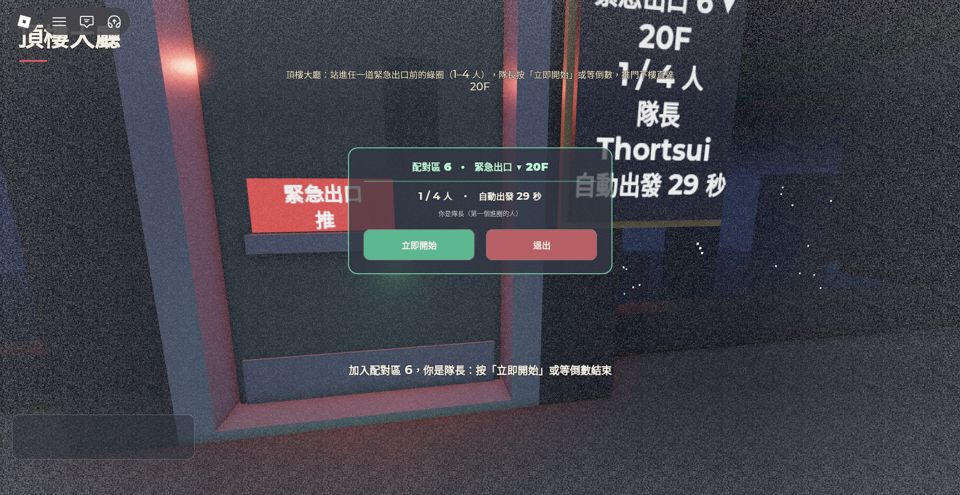 頂樓大廳
頂樓大廳：站進任一道緊急出口前的綠圈（1–4 人），隊長按「立即開始」或等倒數，推門下樓直達
20F
緊急出口 6 ▼
20F
1 / 4 人
隊長
Thortsui
自動出發 29 秒
緊急出口
推
配對區 6 • 緊急出口 ▼ 20F
1 / 4 人 • 自動出發 29 秒
你是隊長（第一個進圈的人）
立即開始
退出
加入配對區 6，你是隊長：按「立即開始」或等倒數結束